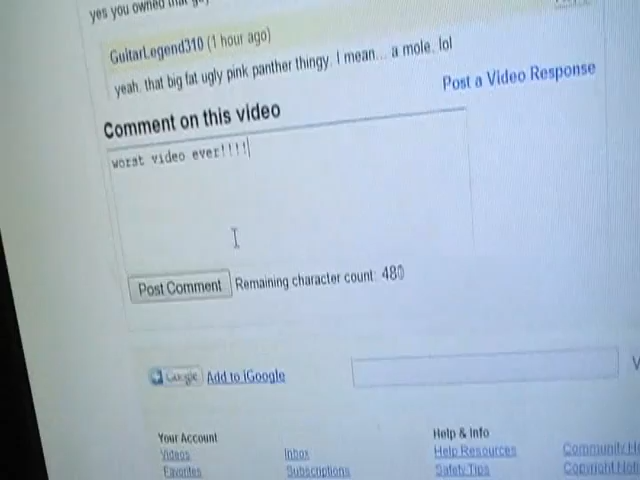 yes you owned that
GuitarLegend310 (1 hour ago)
yeah. that big fat ugly pink panther thingy. I mean... a mole. lol
Post a Video Response
Comment on this video
worst video ever!!!!
Post Comment Remaining character count: 480
Google Add to iGoogle
Your Account Help & Info
Videos Inbox Help Resources
Favorites Subscriptions Safety Tips Copyright